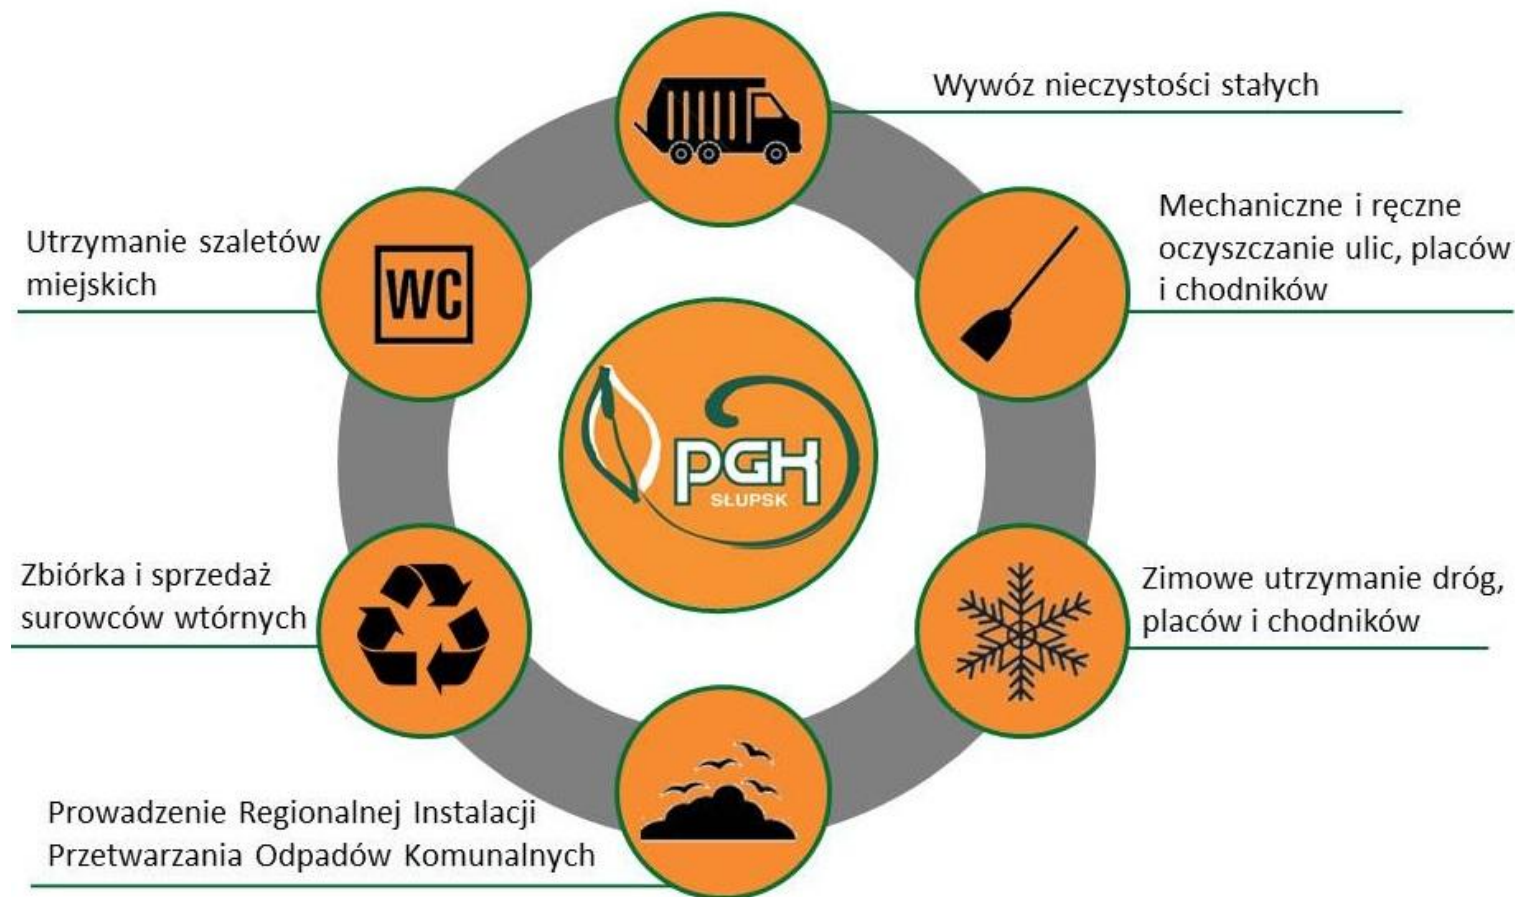 Wywóz nieczystości stałych
Mechaniczne i ręczne
oczyszczanie ulic, placów
i chodników
Utrzymanie szaletów
miejskich
WC
PGK
SŁUPSK
Zbiórka i sprzedaż
surowców wtórnych
Zimowe utrzymanie dróg,
placów i chodników
Prowadzenie Regionalnej Instalacji
Przetwarzania Odpadów Komunalnych